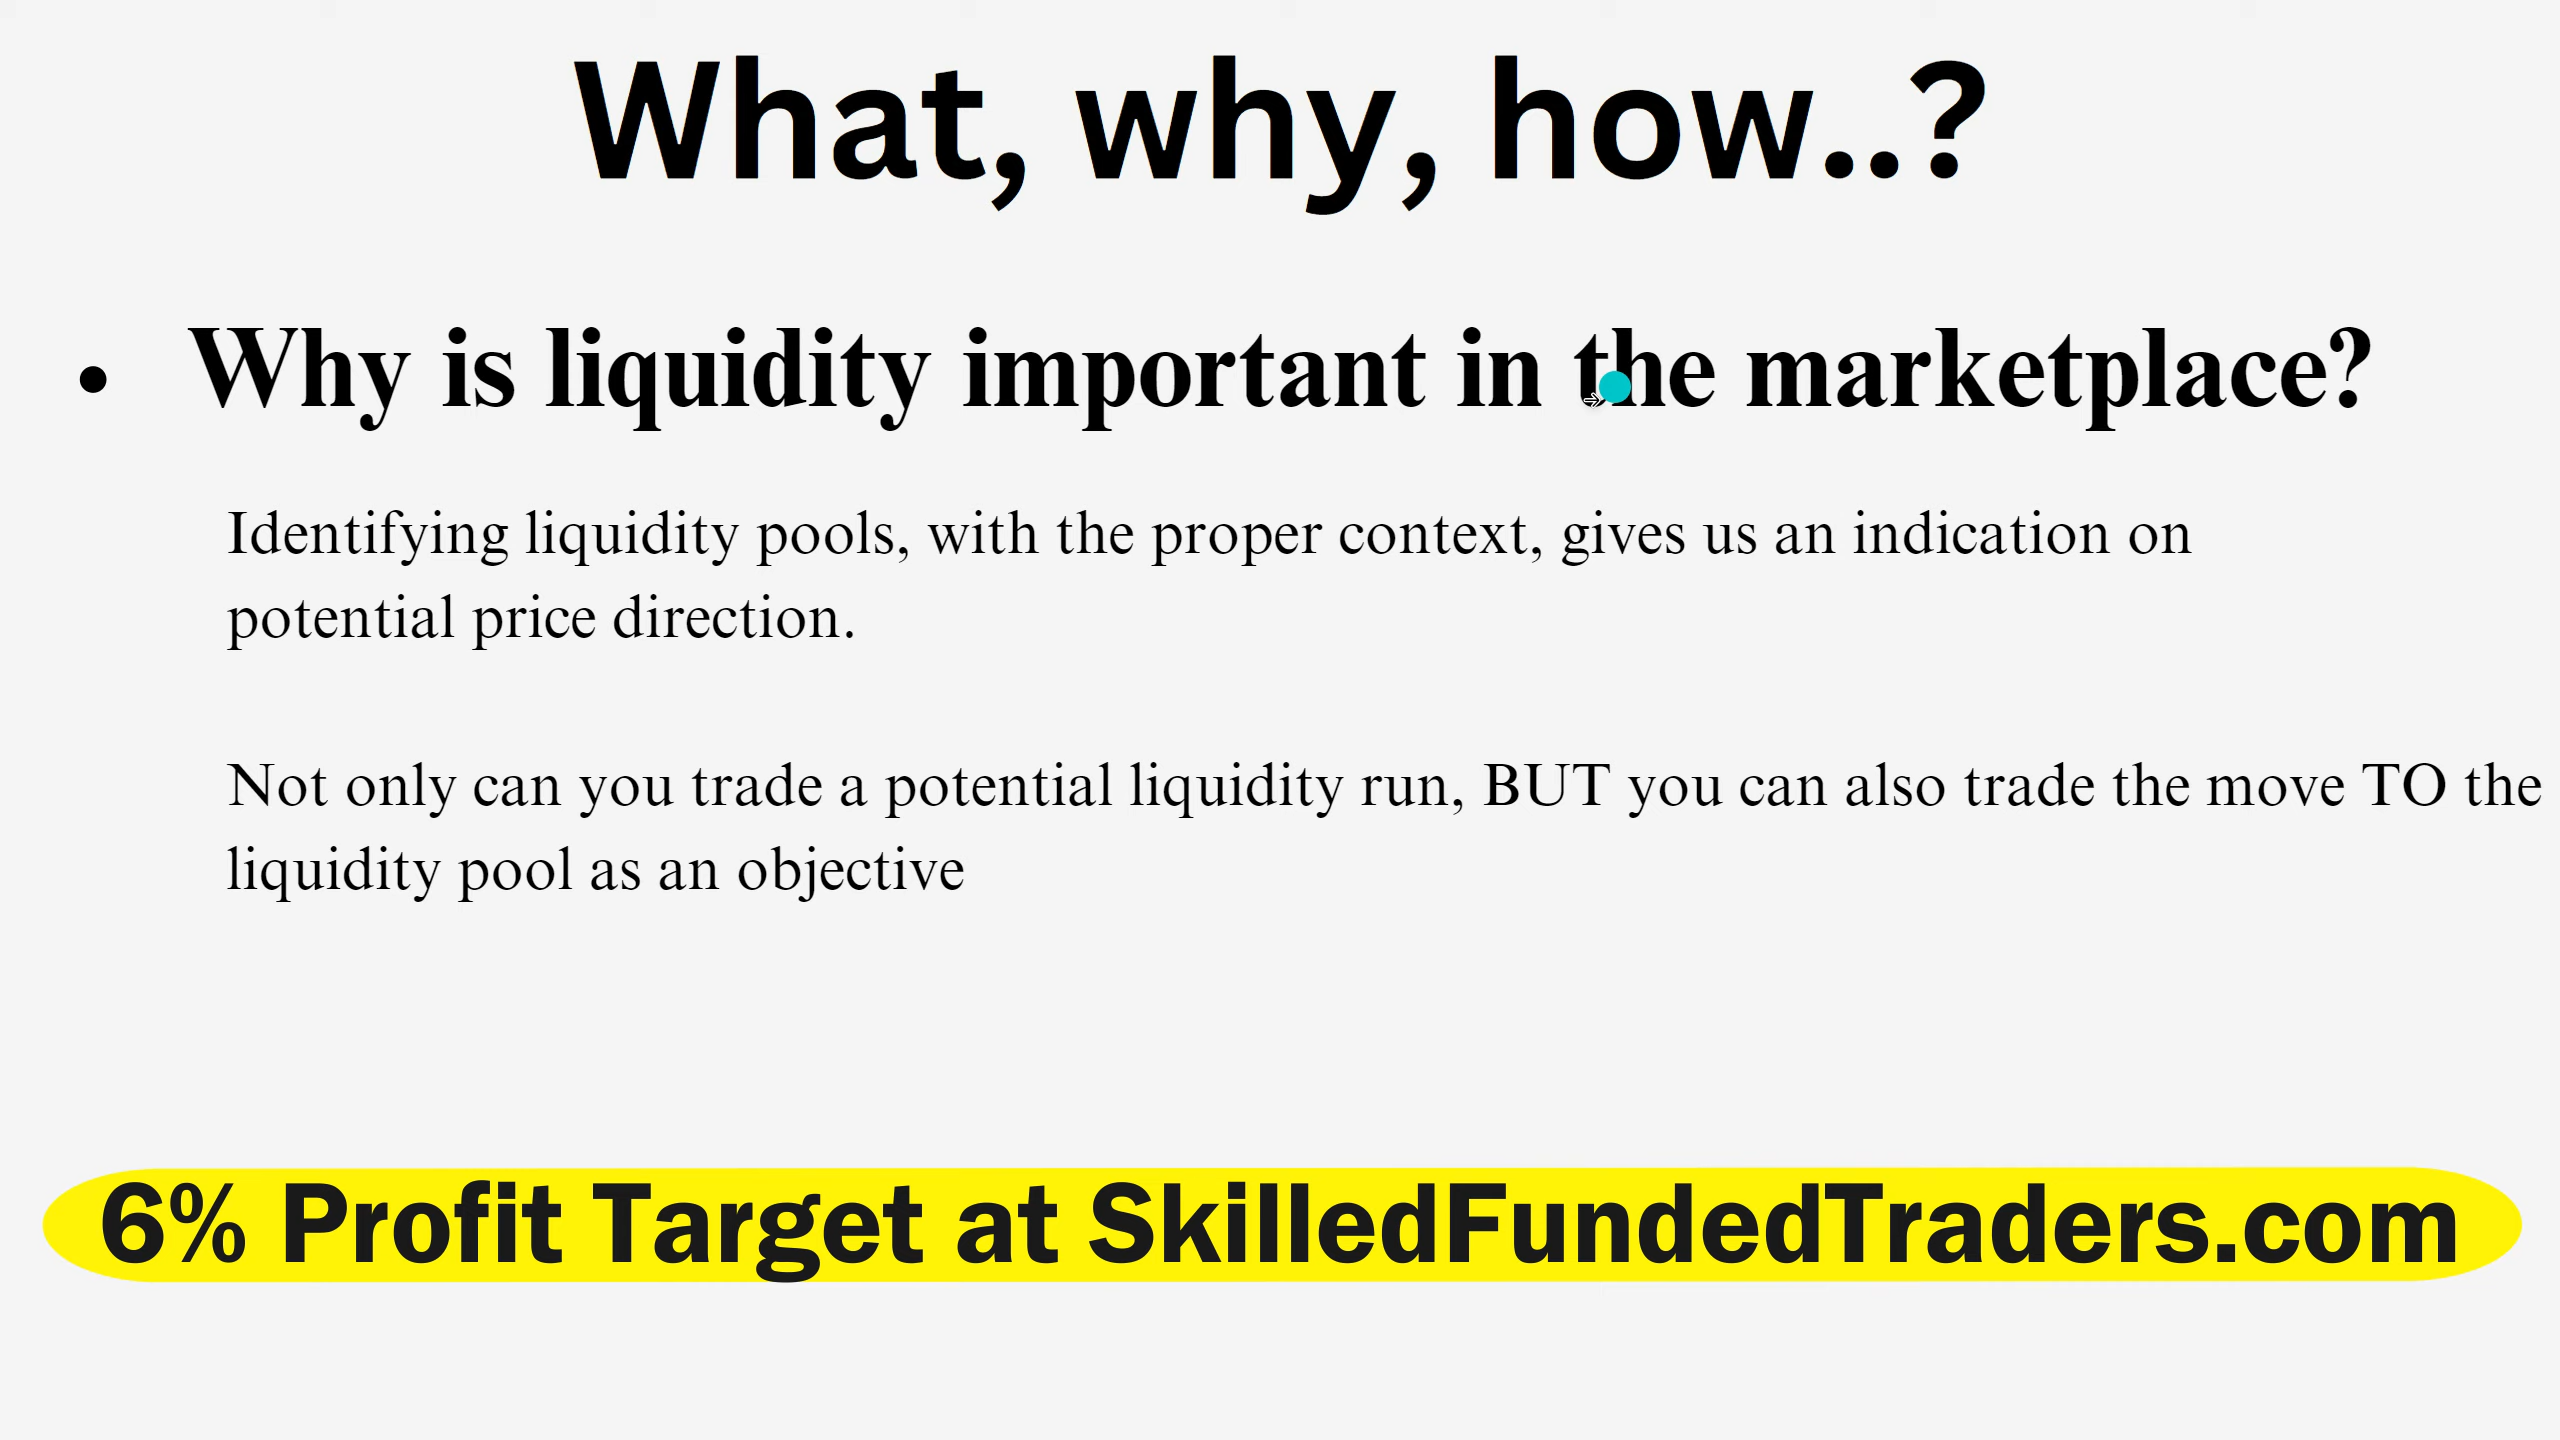 What, why, how..?
• Why is liquidity important in the marketplace?
Identifying liquidity pools, with the proper context, gives us an indication on
potential price direction.
Not only can you trade a potential liquidity run, BUT you can also trade the move TO the
liquidity pool as an objective
6% Profit Target at SkilledFundedTraders.com